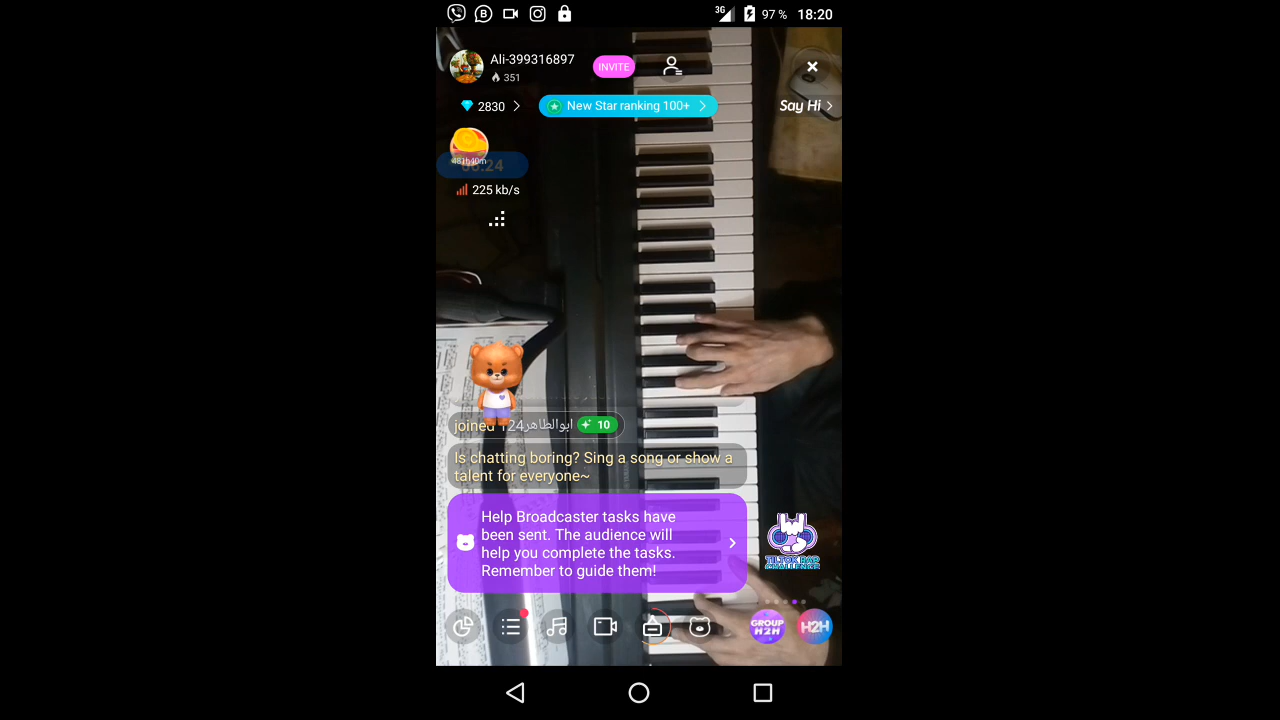 3G 97 % 18:20
Ali-399316897
351
INVITE
2830
New Star ranking 100+
Say Hi
481h40m
225 kb/s
joined 124ابوالطاهر 10
Is chatting boring? Sing a song or show a
talent for everyone~
Help Broadcaster tasks have
been sent. The audience will
help you complete the tasks.
Remember to guide them!
CHALLENGE
GROUP
H2H
H2H